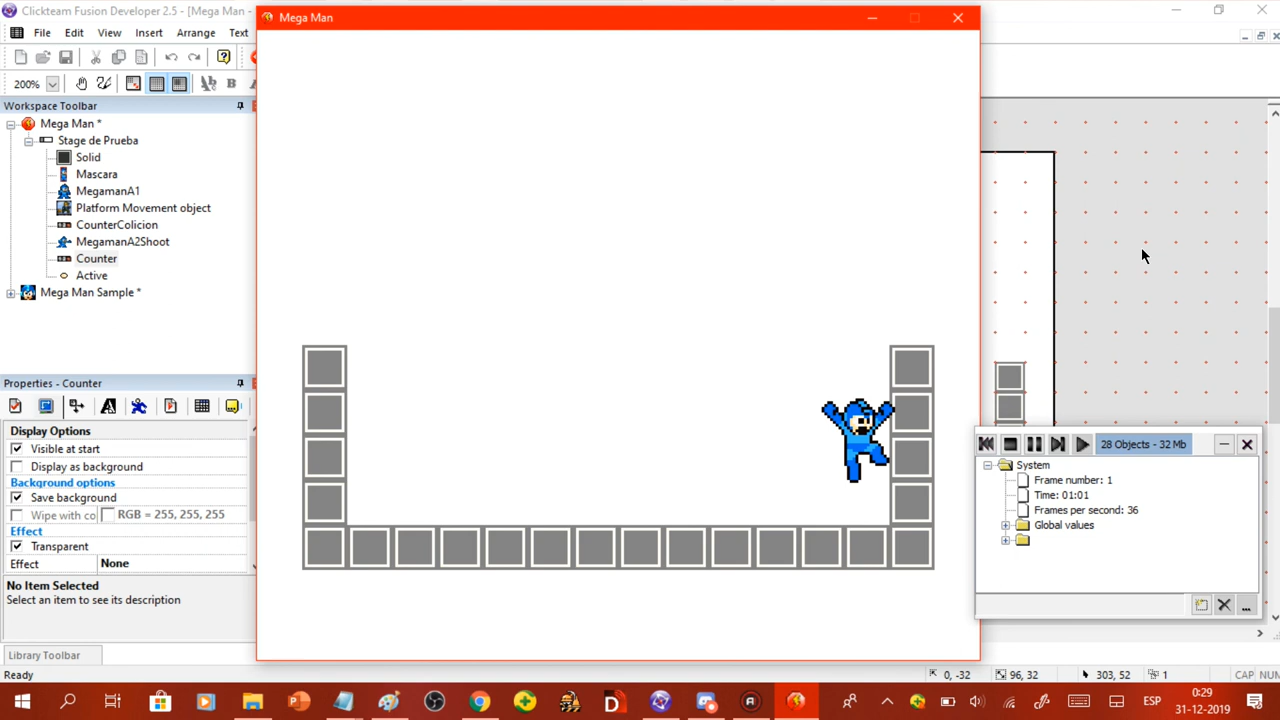 Clickteam Fusion Developer 2.5 - [Mega Man -
Mega Man
File Edit View Insert Arrange Text
200%
B
Workspace Toolbar
Mega Man *
Stage de Prueba
Solid
Mascara
MegamanA1
Platform Movement object
CounterColicion
MegamanA2Shoot
Counter
Active
Mega Man Sample *
Properties - Counter
Display Options
Visible at start
Display as background
Background options
Save background
Wipe with co RGB = 255, 255, 255
Effect
Transparent
Effect None
No Item Selected
Select an item to see its description
Library Toolbar
28 Objects - 32 Mb
System
Frame number: 1
Time: 01:01
Frames per second: 36
Global values
Ready
0, -32
96, 32
303, 52
1
CAP NUM
ESP
0:29
31-12-2019